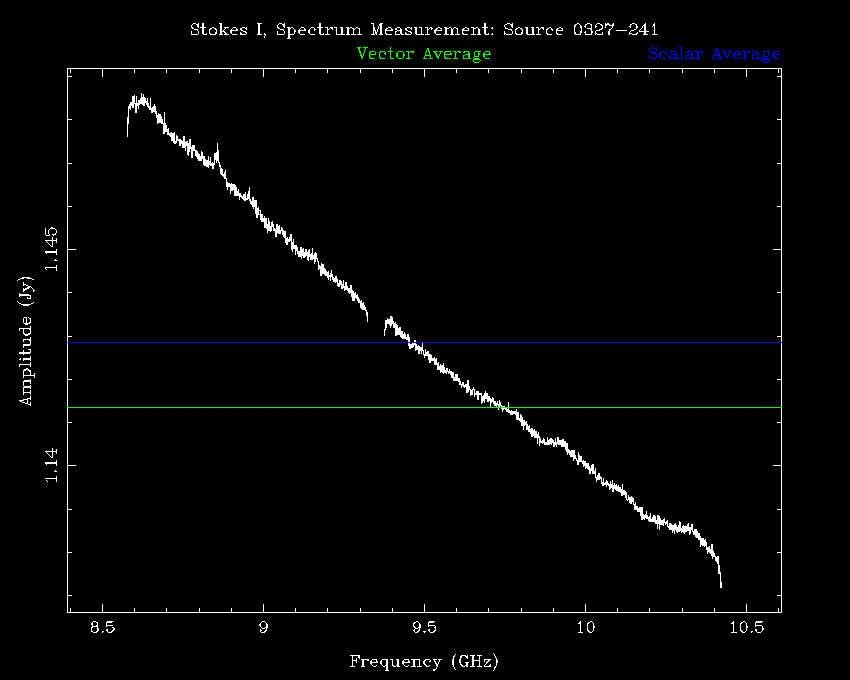 Stokes I, Spectrum Measurement: Source 0327−241
Vector Average Scalar Average
1.145
1.14
Amplitude (Jy)
8.5 9 9.5 10 10.5
Frequency (GHz)